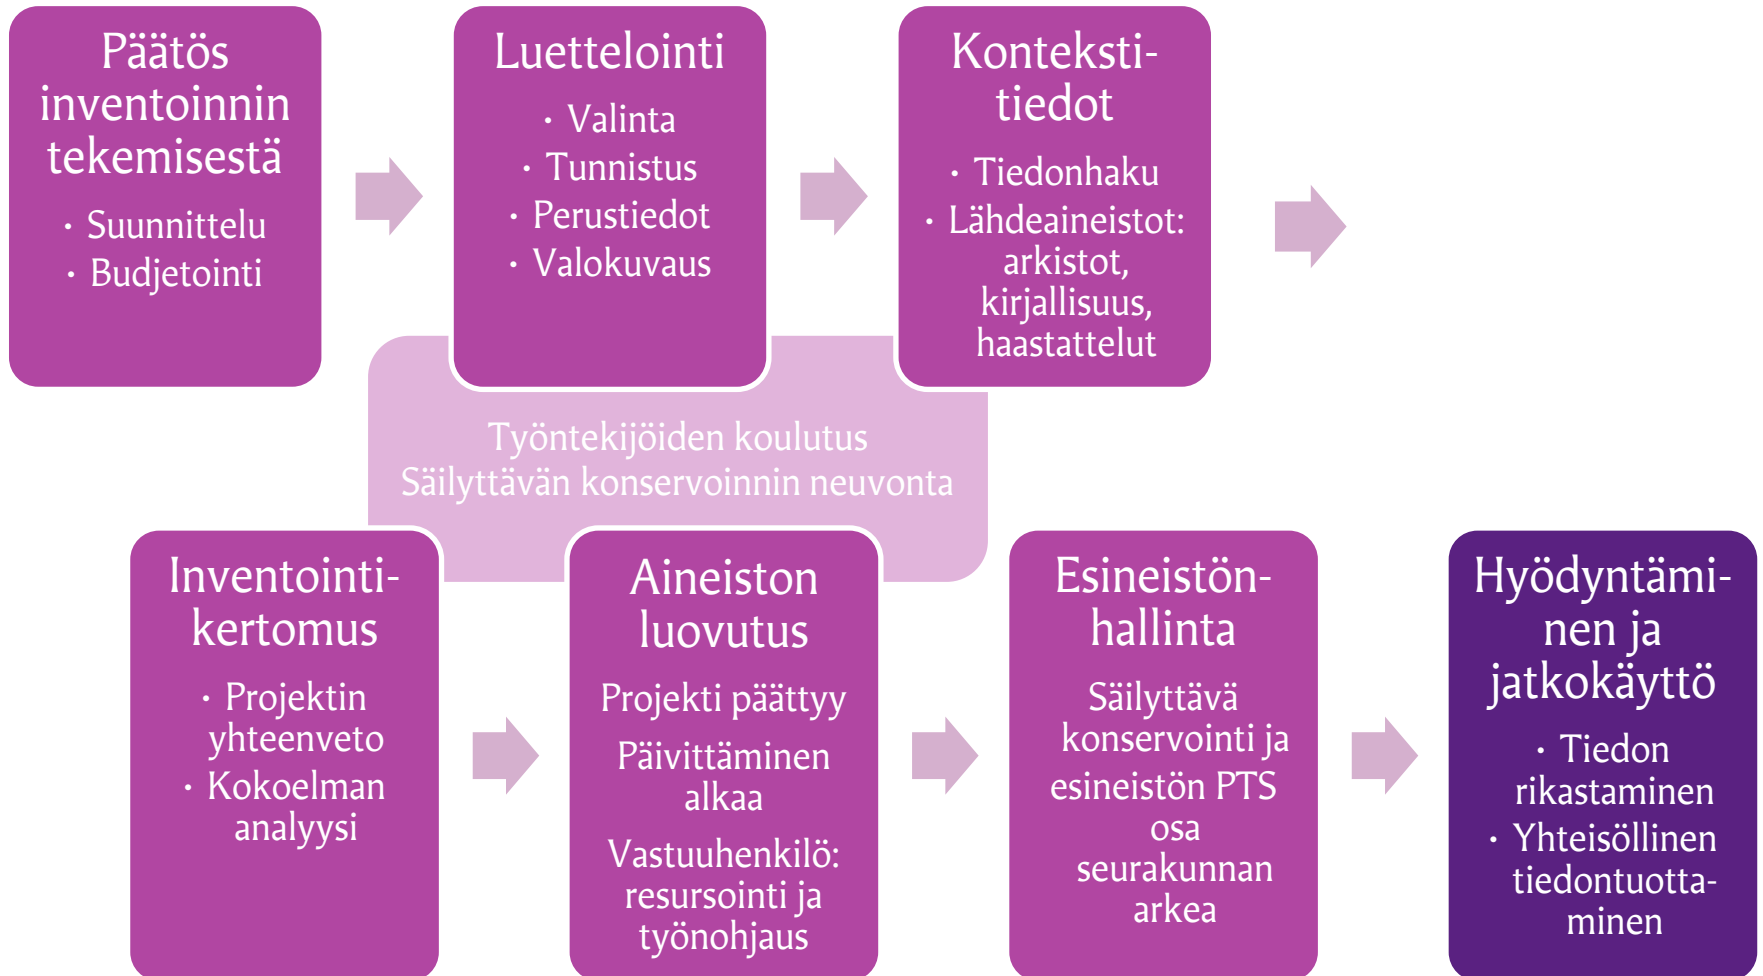 Päätös
inventoinnin
tekemisestä
· Suunnittelu
· Budjetointi
Luettelointi
· Valinta
· Tunnistus
· Perustiedot
· Valokuvaus
Konteksti-
tiedot
· Tiedonhaku
· Lähdeaineistot:
arkistot,
kirjallisuus,
haastattelut
Työntekijöiden koulutus
Säilyttävän konservoinnin neuvonta
Inventointi-
kertomus
· Projektin
yhteenveto
· Kokoelman
analyysi
Aineiston
luovutus
Projekti päättyy
Päivittäminen
alkaa
Vastuuhenkilö:
resursointi ja
työnohjaus
Esineistön-
hallinta
Säilyttävä
konservointi ja
esineistön PTS
osa
seurakunnan
arkea
Hyödyntämi-
nen ja
jatkokäyttö
· Tiedon
rikastaminen
· Yhteisöllinen
tiedontuotta-
minen